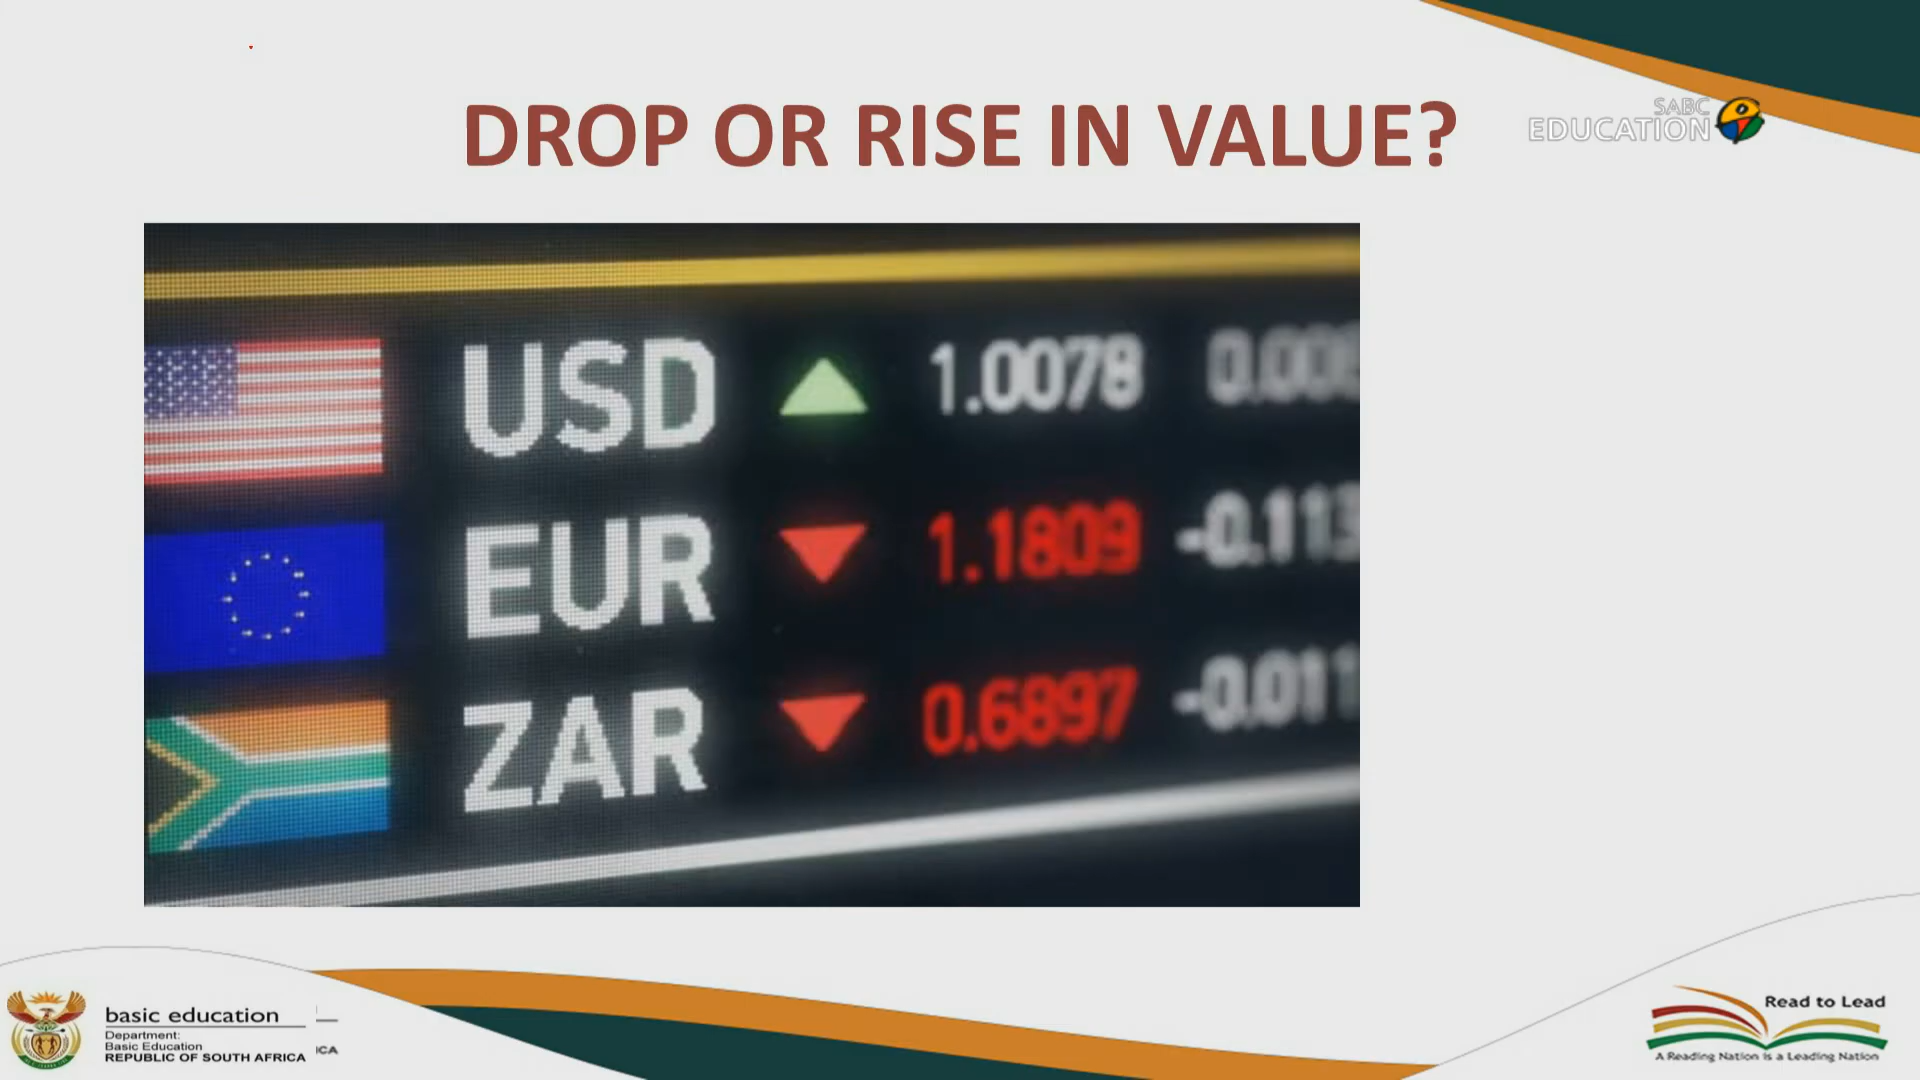 DROP OR RISE IN VALUE?
SABC
EDUCATION
USD 1.0078
EUR 1.1809
ZAR 0.6897
basic education
Department:
Basic Education
REPUBLIC OF SOUTH AFRICA
ICA
Read to Lead
A Reading Nation is a Leading Nation